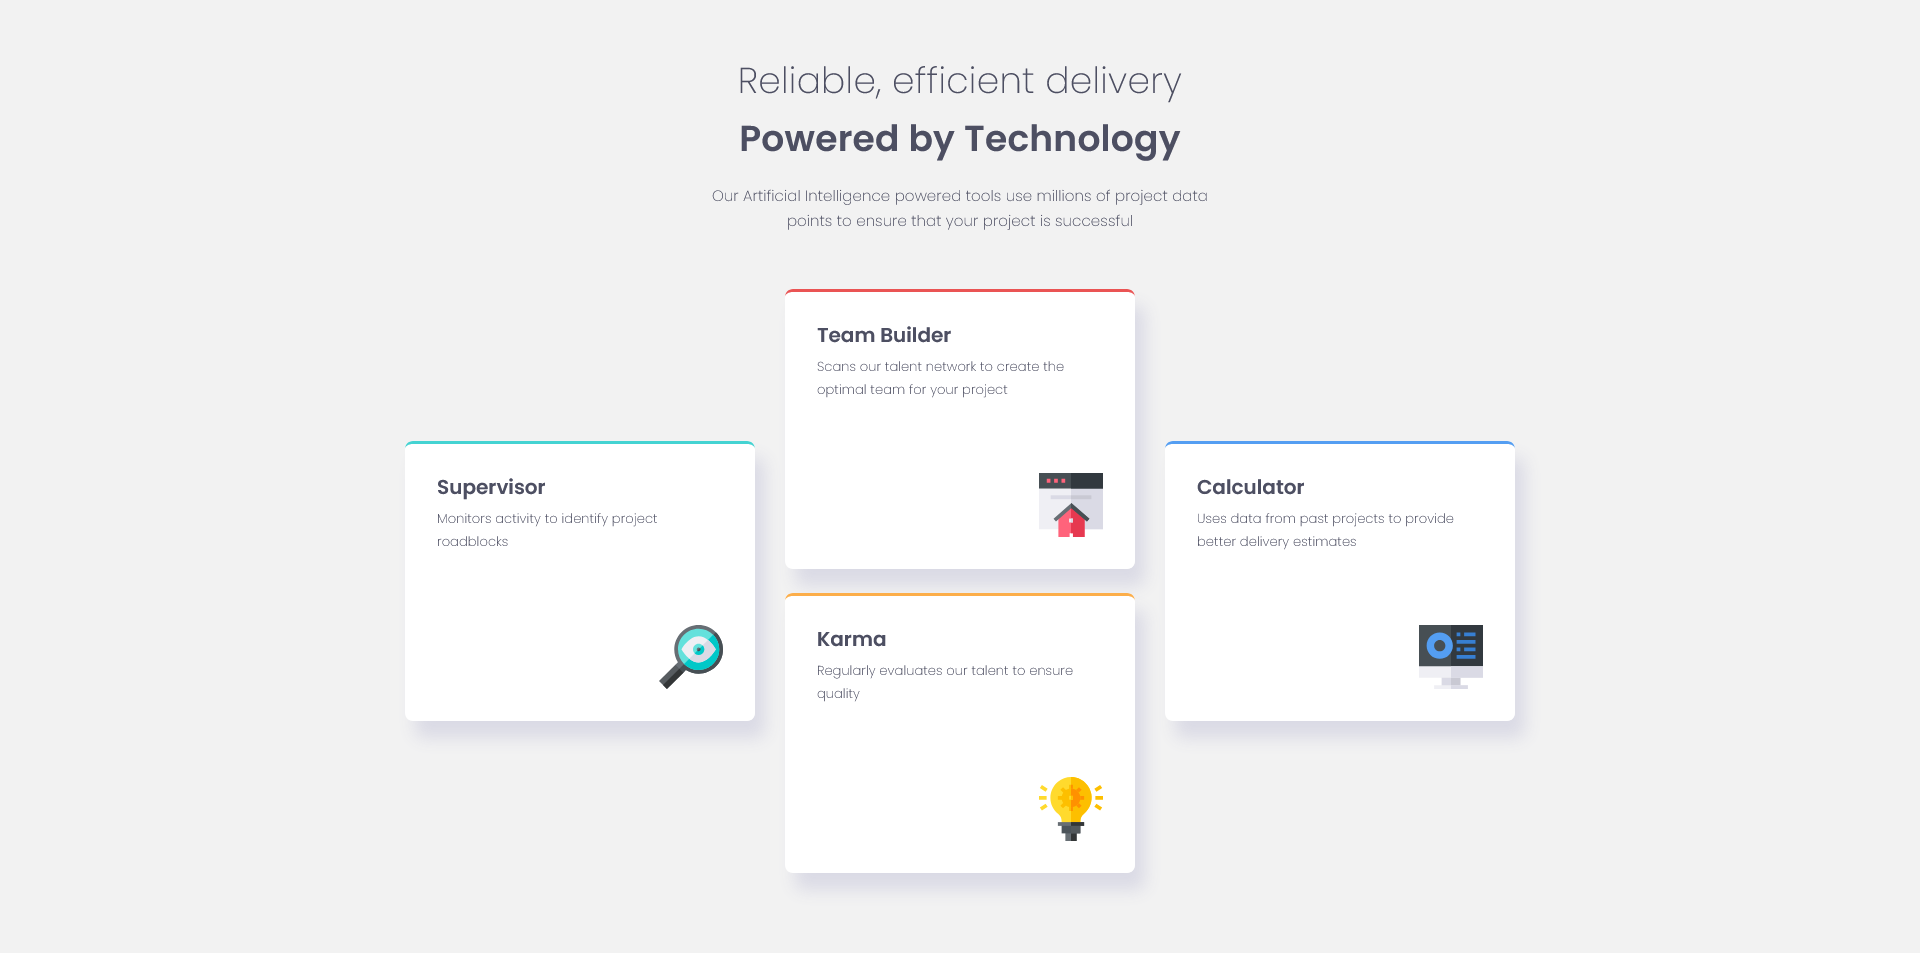 Reliable, efficient delivery
Powered by Technology
Our Artificial Intelligence powered tools use millions of project data
points to ensure that your project is successful
Supervisor
Monitors activity to identify project
roadblocks
Team Builder
Scans our talent network to create the
optimal team for your project
Karma
Regularly evaluates our talent to ensure
quality
Calculator
Uses data from past projects to provide
better delivery estimates